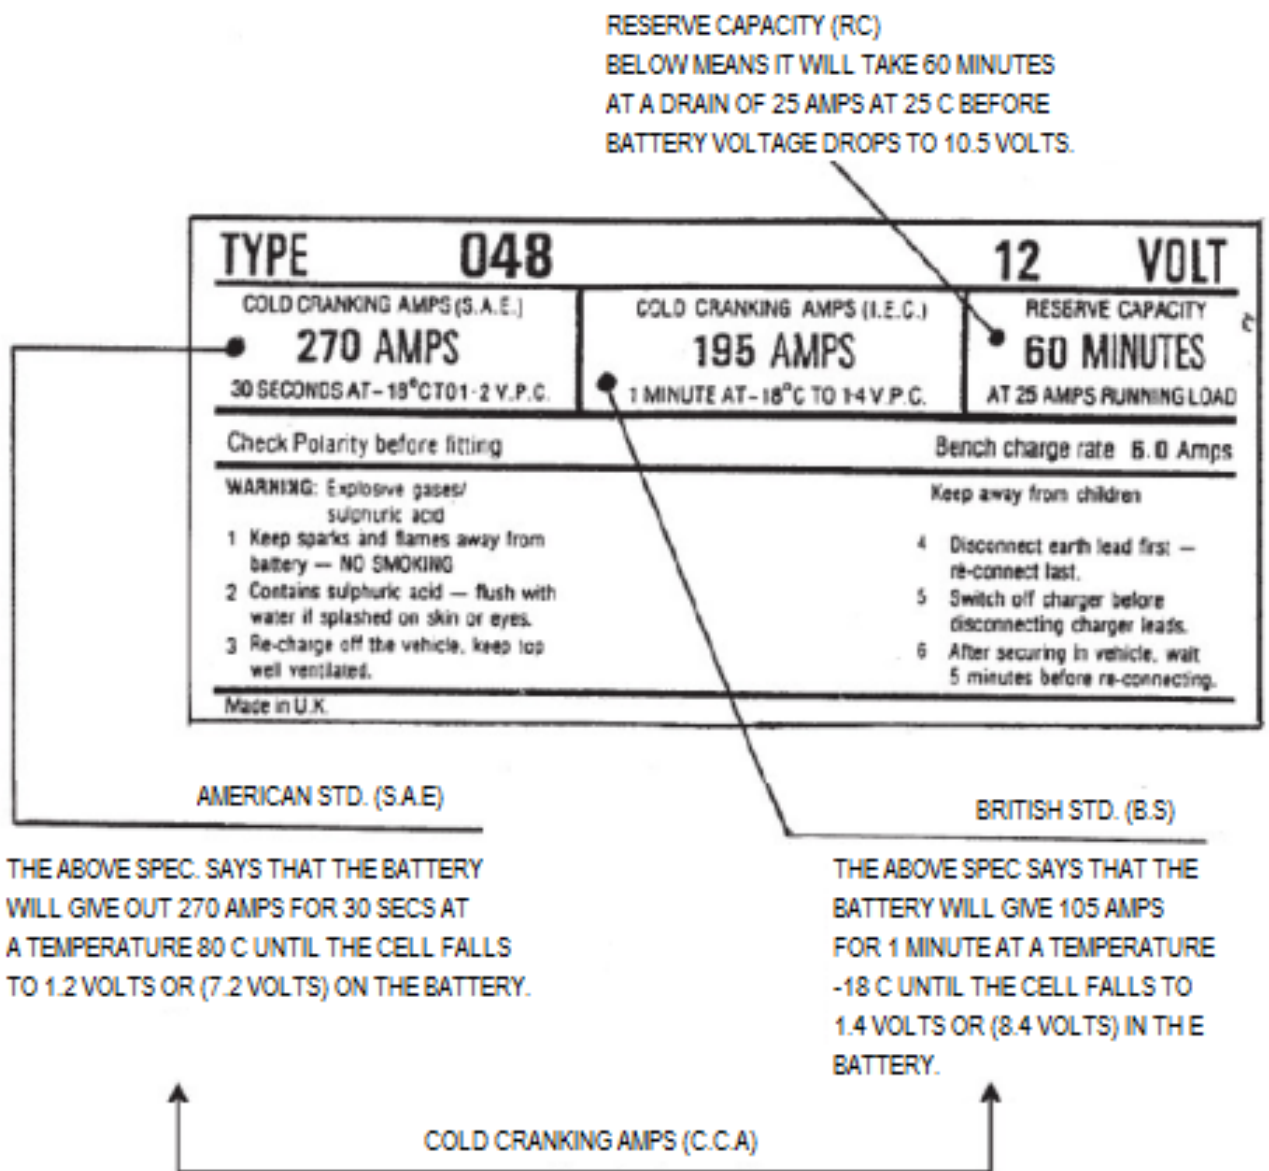 RESERVE CAPACITY (RC)
BELOW MEANS IT WILL TAKE 60 MINUTES
AT A DRAIN OF 25 AMPS AT 25 C BEFORE
BATTERY VOLTAGE DROPS TO 10.5 VOLTS.
TYPE 048 12 VOLT
COLD CRANKING AMPS (S.A.E.)
270 AMPS
30 SECONDS AT -18°C TO 1·2 V.P.C.
COLD CRANKING AMPS (I.E.C.)
195 AMPS
1 MINUTE AT -18°C TO 1·4 V.P.C.
RESERVE CAPACITY
60 MINUTES
AT 25 AMPS RUNNING LOAD
Check Polarity before fitting
Bench charge rate 6.0 Amps
WARNING: Explosive gases/
sulphuric acid
1 Keep sparks and flames away from
battery — NO SMOKING
2 Contains sulphuric acid — flush with
water if splashed on skin or eyes.
3 Re-charge off the vehicle, keep top
well ventilated.
Keep away from children
4 Disconnect earth lead first —
re-connect last.
5 Switch off charger before
disconnecting charger leads.
6 After securing in vehicle, wait
5 minutes before re-connecting.
Made in U.K.
AMERICAN STD. (S.A.E)
THE ABOVE SPEC. SAYS THAT THE BATTERY
WILL GIVE OUT 270 AMPS FOR 30 SECS AT
A TEMPERATURE 80 C UNTIL THE CELL FALLS
TO 1.2 VOLTS OR (7.2 VOLTS) ON THE BATTERY.
BRITISH STD. (B.S)
THE ABOVE SPEC SAYS THAT THE
BATTERY WILL GIVE 105 AMPS
FOR 1 MINUTE AT A TEMPERATURE
-18 C UNTIL THE CELL FALLS TO
1.4 VOLTS OR (8.4 VOLTS) IN TH E
BATTERY.
COLD CRANKING AMPS (C.C.A)